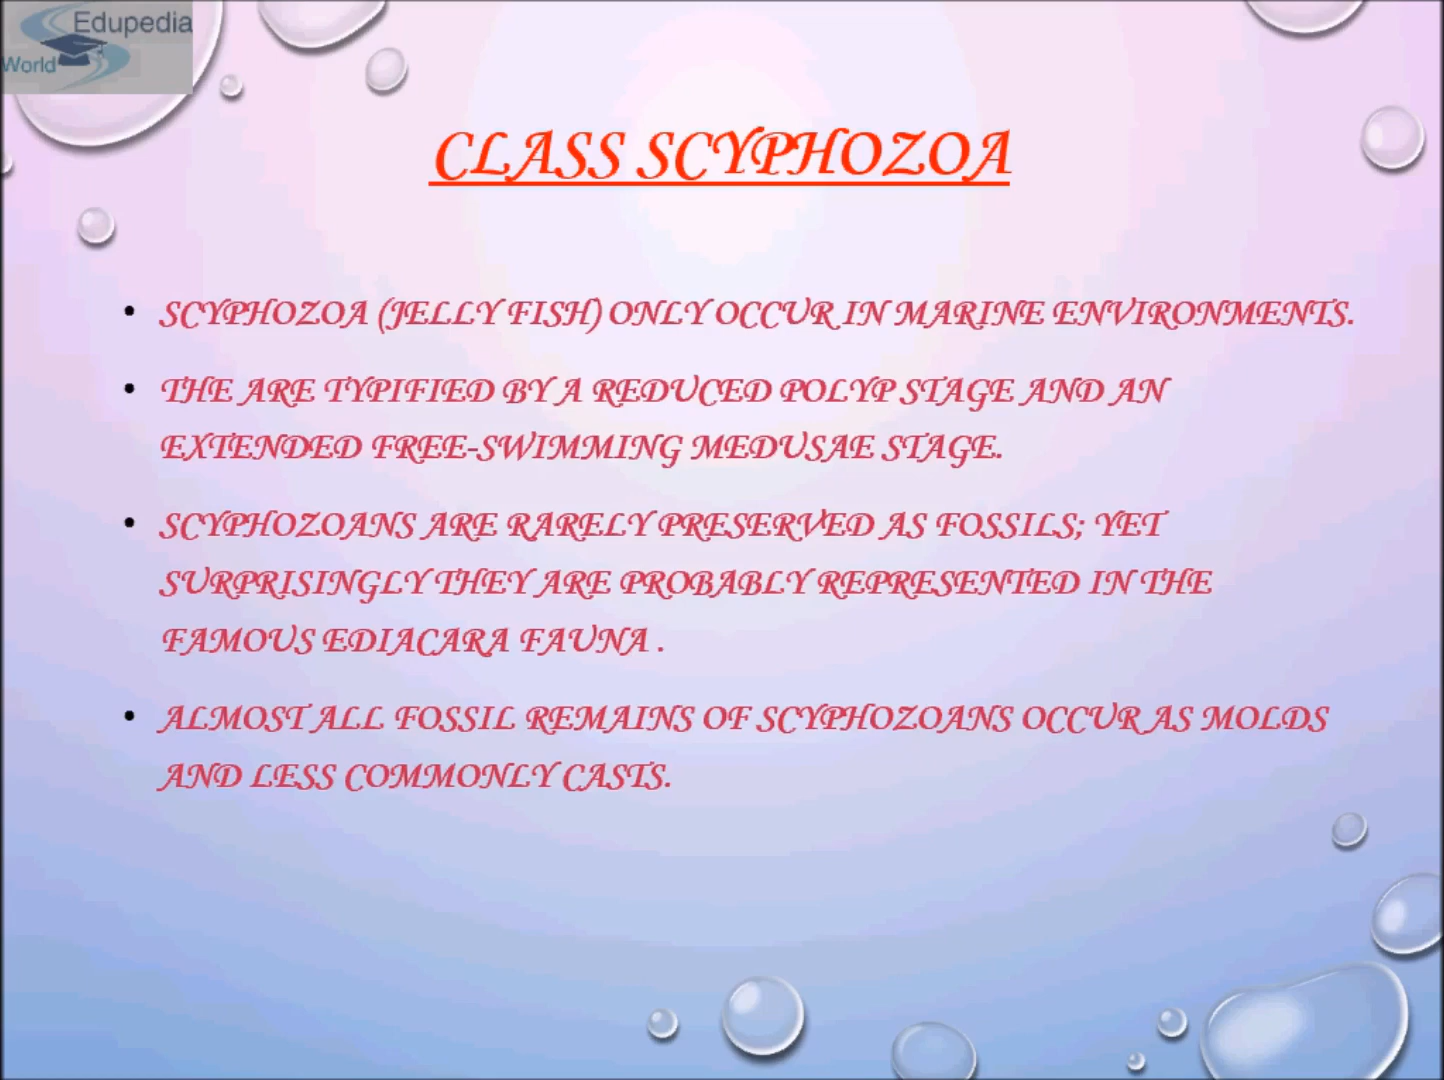 Edupedia
World
CLASS SCYPHOZOA
• SCYPHOZOA (JELLY FISH) ONLY OCCUR IN MARINE ENVIRONMENTS.
• THE ARE TYPIFIED BY A REDUCED POLYP STAGE AND AN
EXTENDED FREE-SWIMMING MEDUSAE STAGE.
• SCYPHOZOANS ARE RARELY PRESERVED AS FOSSILS; YET
SURPRISINGLY THEY ARE PROBABLY REPRESENTED IN THE
FAMOUS EDIACARA FAUNA .
• ALMOST ALL FOSSIL REMAINS OF SCYPHOZOANS OCCUR AS MOLDS
AND LESS COMMONLY CASTS.